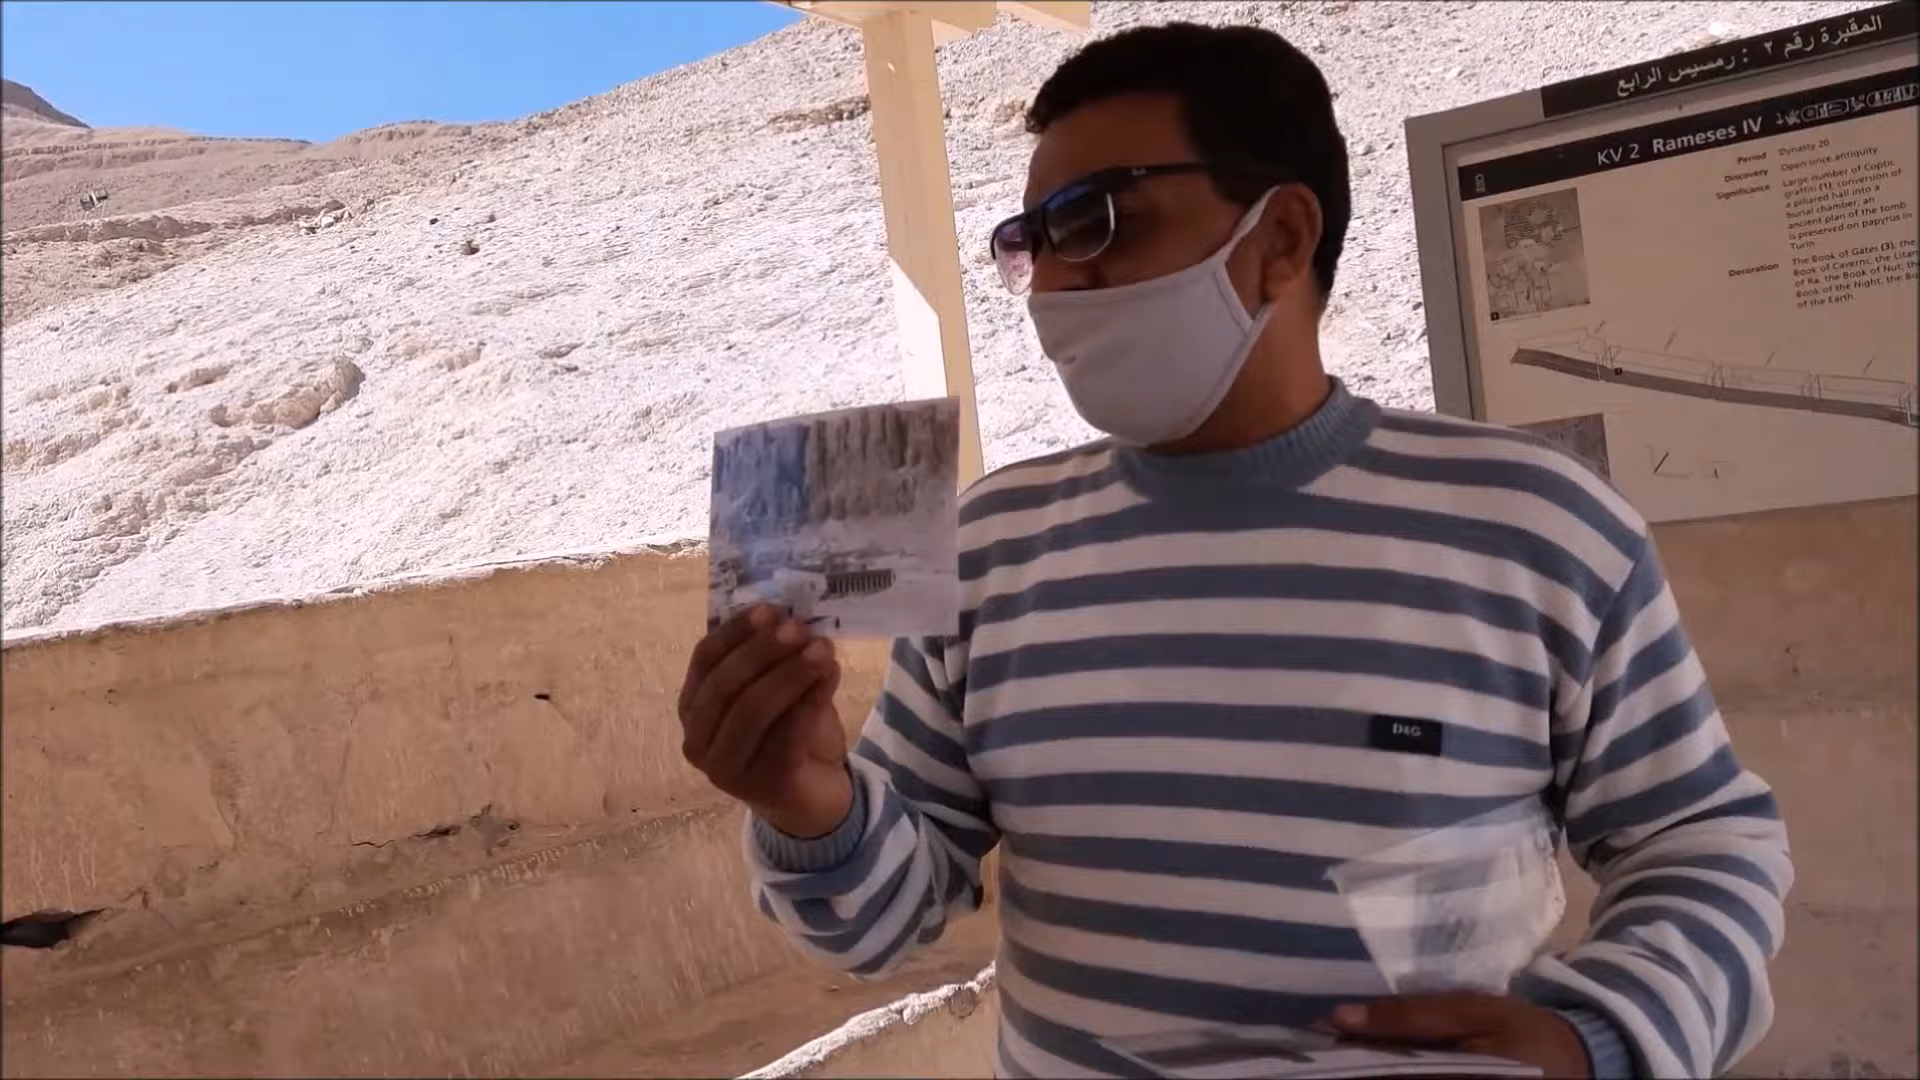 المقبرة رقم ٢ : رمسيس الرابع
KV 2 Rameses IV
Period Dynasty 20
Discovery Open since antiquity
Significance Large number of Coptic
graffiti (1); conversion of
a pillared hall into a
burial chamber; an
ancient plan of the tomb
is preserved on papyrus in
Turin
Decoration The Book of Gates (3), the
Book of Caverns, the Litany
of Ra, the Book of Nut, the
Book of the Night, the Bo
of the Earth.
D&G